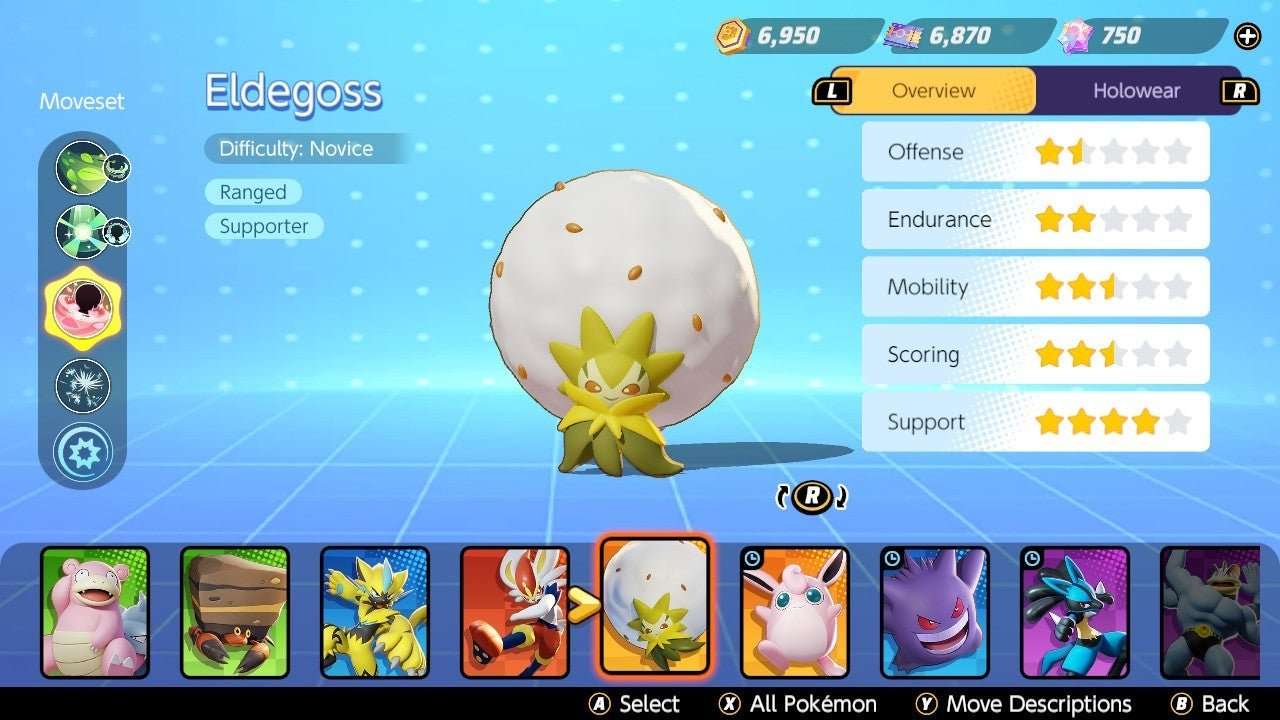 6,950 6,870 750
Moveset
Eldegoss
Difficulty: Novice
Ranged
Supporter
L Overview Holowear R
Offense
Endurance
Mobility
Scoring
Support
R
A Select X All Pokémon Y Move Descriptions B Back